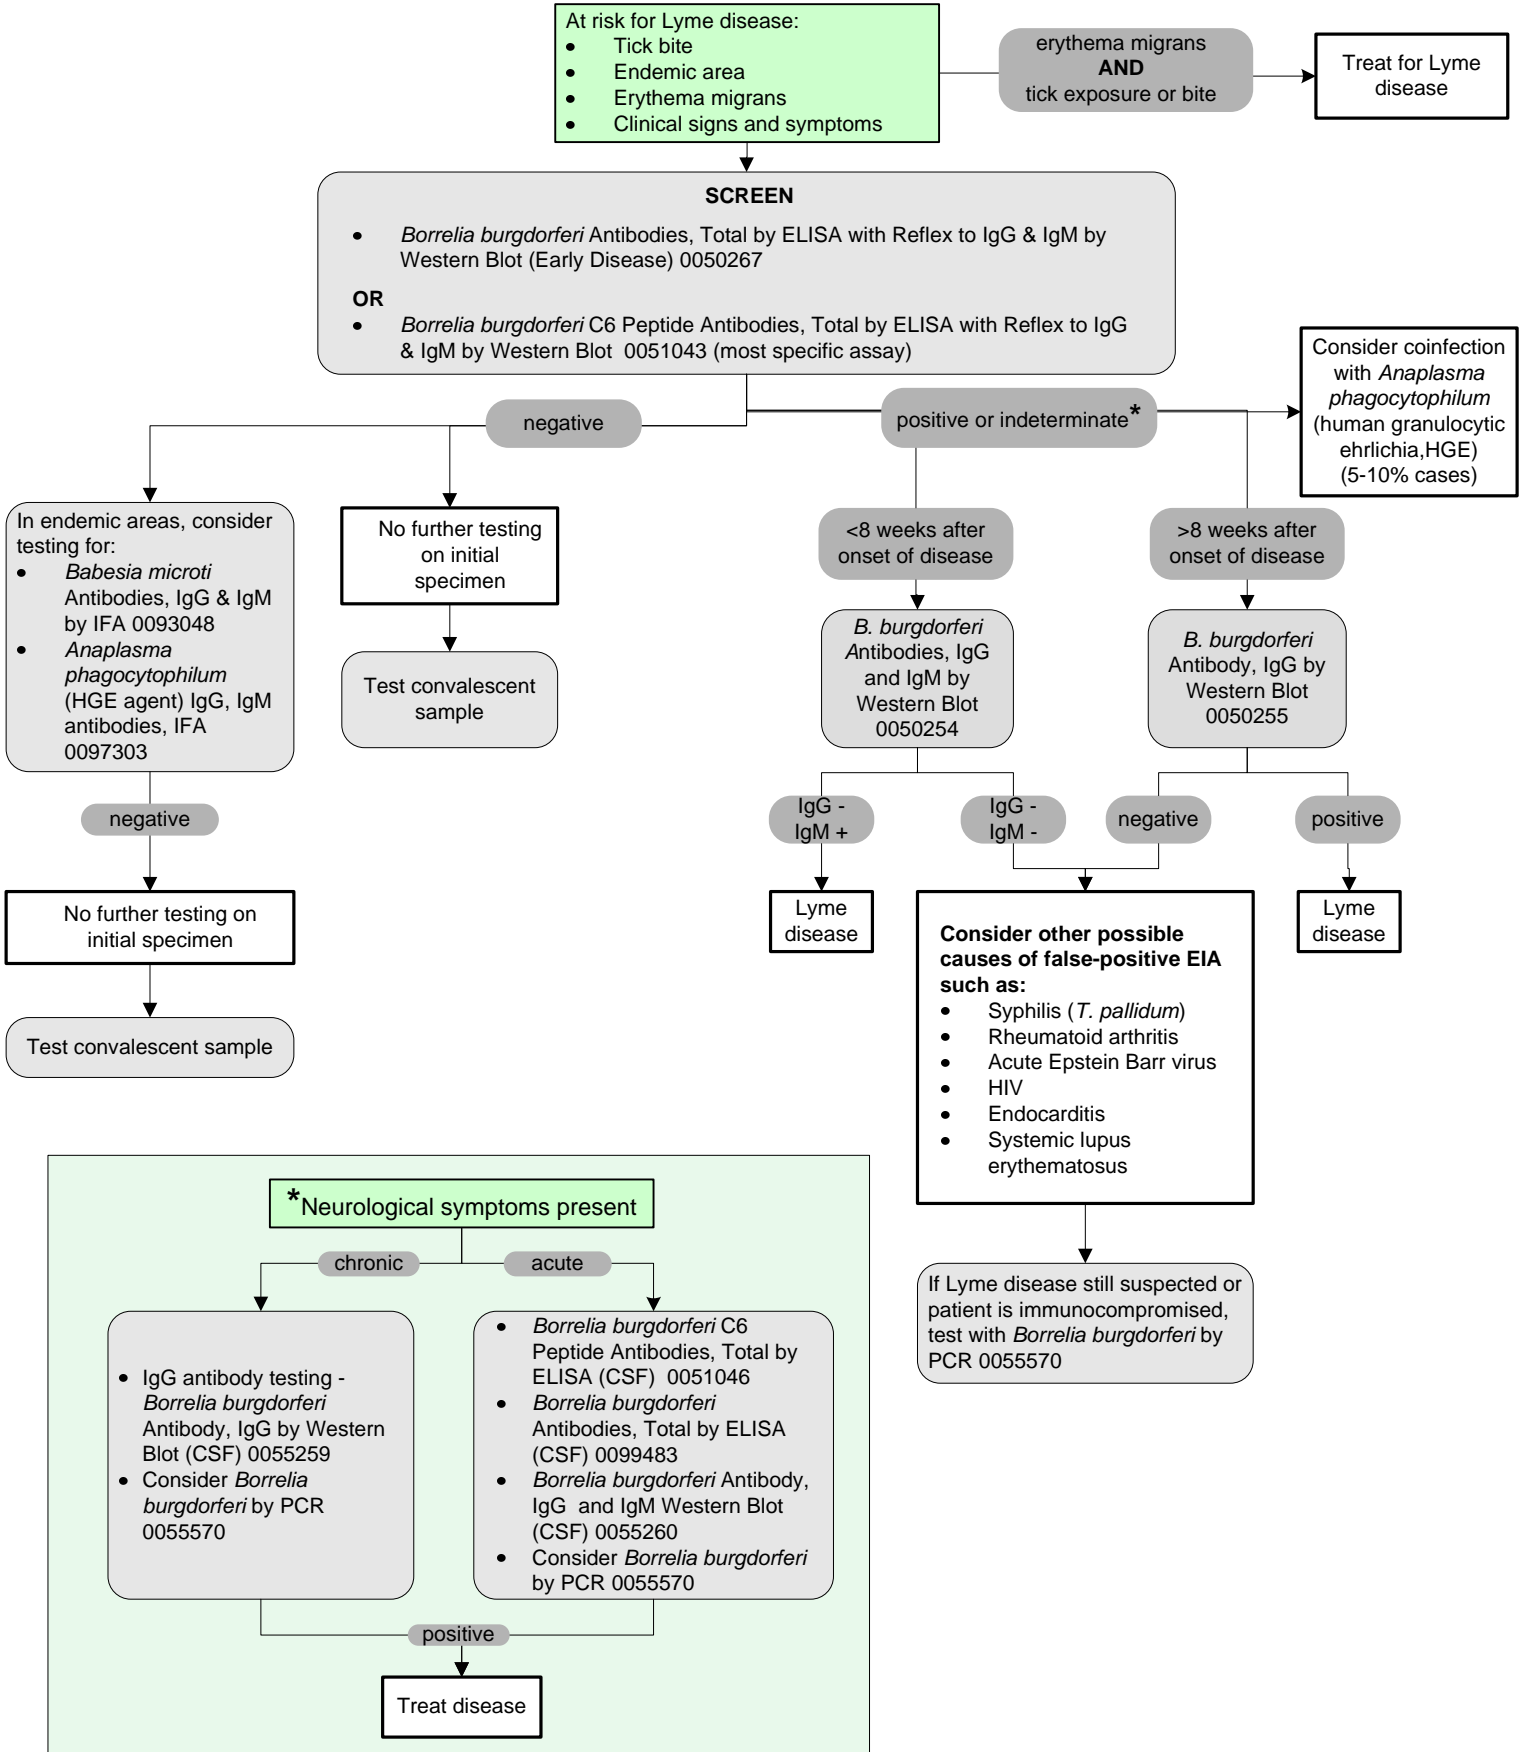 At risk for Lyme disease:
• Tick bite
• Endemic area
• Erythema migrans
• Clinical signs and symptoms
erythema migrans
AND
tick exposure or bite
Treat for Lyme
disease
SCREEN
• Borrelia burgdorferi Antibodies, Total by ELISA with Reflex to IgG & IgM by
Western Blot (Early Disease) 0050267
OR
• Borrelia burgdorferi C6 Peptide Antibodies, Total by ELISA with Reflex to IgG
& IgM by Western Blot 0051043 (most specific assay)
Consider coinfection
with Anaplasma
phagocytophilum
(human granulocytic
ehrlichia,HGE)
(5-10% cases)
negative
positive or indeterminate*
In endemic areas, consider
testing for:
• Babesia microti
Antibodies, IgG & IgM
by IFA 0093048
• Anaplasma
phagocytophilum
(HGE agent) IgG, IgM
antibodies, IFA
0097303
No further testing
on initial
specimen
Test convalescent
sample
<8 weeks after
onset of disease
>8 weeks after
onset of disease
B. burgdorferi
Antibodies, IgG
and IgM by
Western Blot
0050254
B. burgdorferi
Antibody, IgG by
Western Blot
0050255
negative
IgG -
IgM +
IgG -
IgM -
negative
positive
No further testing on
initial specimen
Test convalescent sample
Lyme
disease
Consider other possible
causes of false-positive EIA
such as:
• Syphilis (T. pallidum)
• Rheumatoid arthritis
• Acute Epstein Barr virus
• HIV
• Endocarditis
• Systemic lupus
erythematosus
Lyme
disease
If Lyme disease still suspected or
patient is immunocompromised,
test with Borrelia burgdorferi by
PCR 0055570
*Neurological symptoms present
chronic
acute
• IgG antibody testing -
Borrelia burgdorferi
Antibody, IgG by Western
Blot (CSF) 0055259
• Consider Borrelia
burgdorferi by PCR
0055570
• Borrelia burgdorferi C6
Peptide Antibodies, Total by
ELISA (CSF) 0051046
• Borrelia burgdorferi
Antibodies, Total by ELISA
(CSF) 0099483
• Borrelia burgdorferi Antibody,
IgG and IgM Western Blot
(CSF) 0055260
• Consider Borrelia burgdorferi
by PCR 0055570
positive
Treat disease